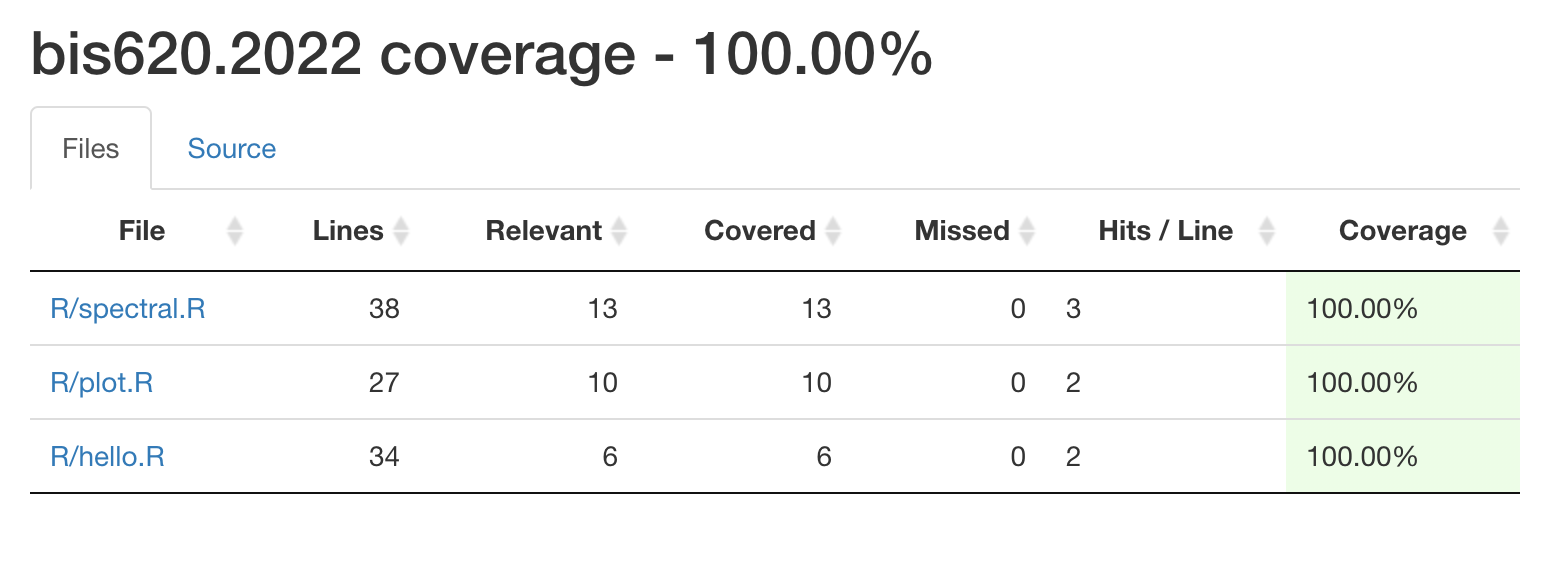 bis620.2022 coverage - 100.00%
Files Source
File Lines Relevant Covered Missed Hits / Line Coverage
R/spectral.R 38 13 13 0 3 100.00%
R/plot.R 27 10 10 0 2 100.00%
R/hello.R 34 6 6 0 2 100.00%